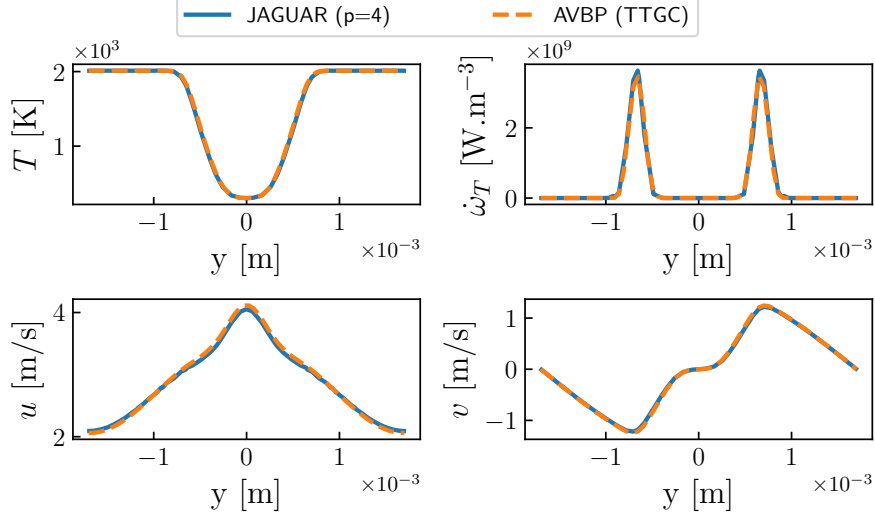 JAGUAR (p=4) AVBP (TTGC)
×10³ ×10⁹
T [K] 2 1
ω̇_T [W.m⁻³] 2 0
−1 0 1 −1 0 1
×10⁻³ ×10⁻³
y [m] y [m]
u [m/s] 4 2
v [m/s] 1 0 −1
−1 0 1 −1 0 1
×10⁻³ ×10⁻³
y [m] y [m]